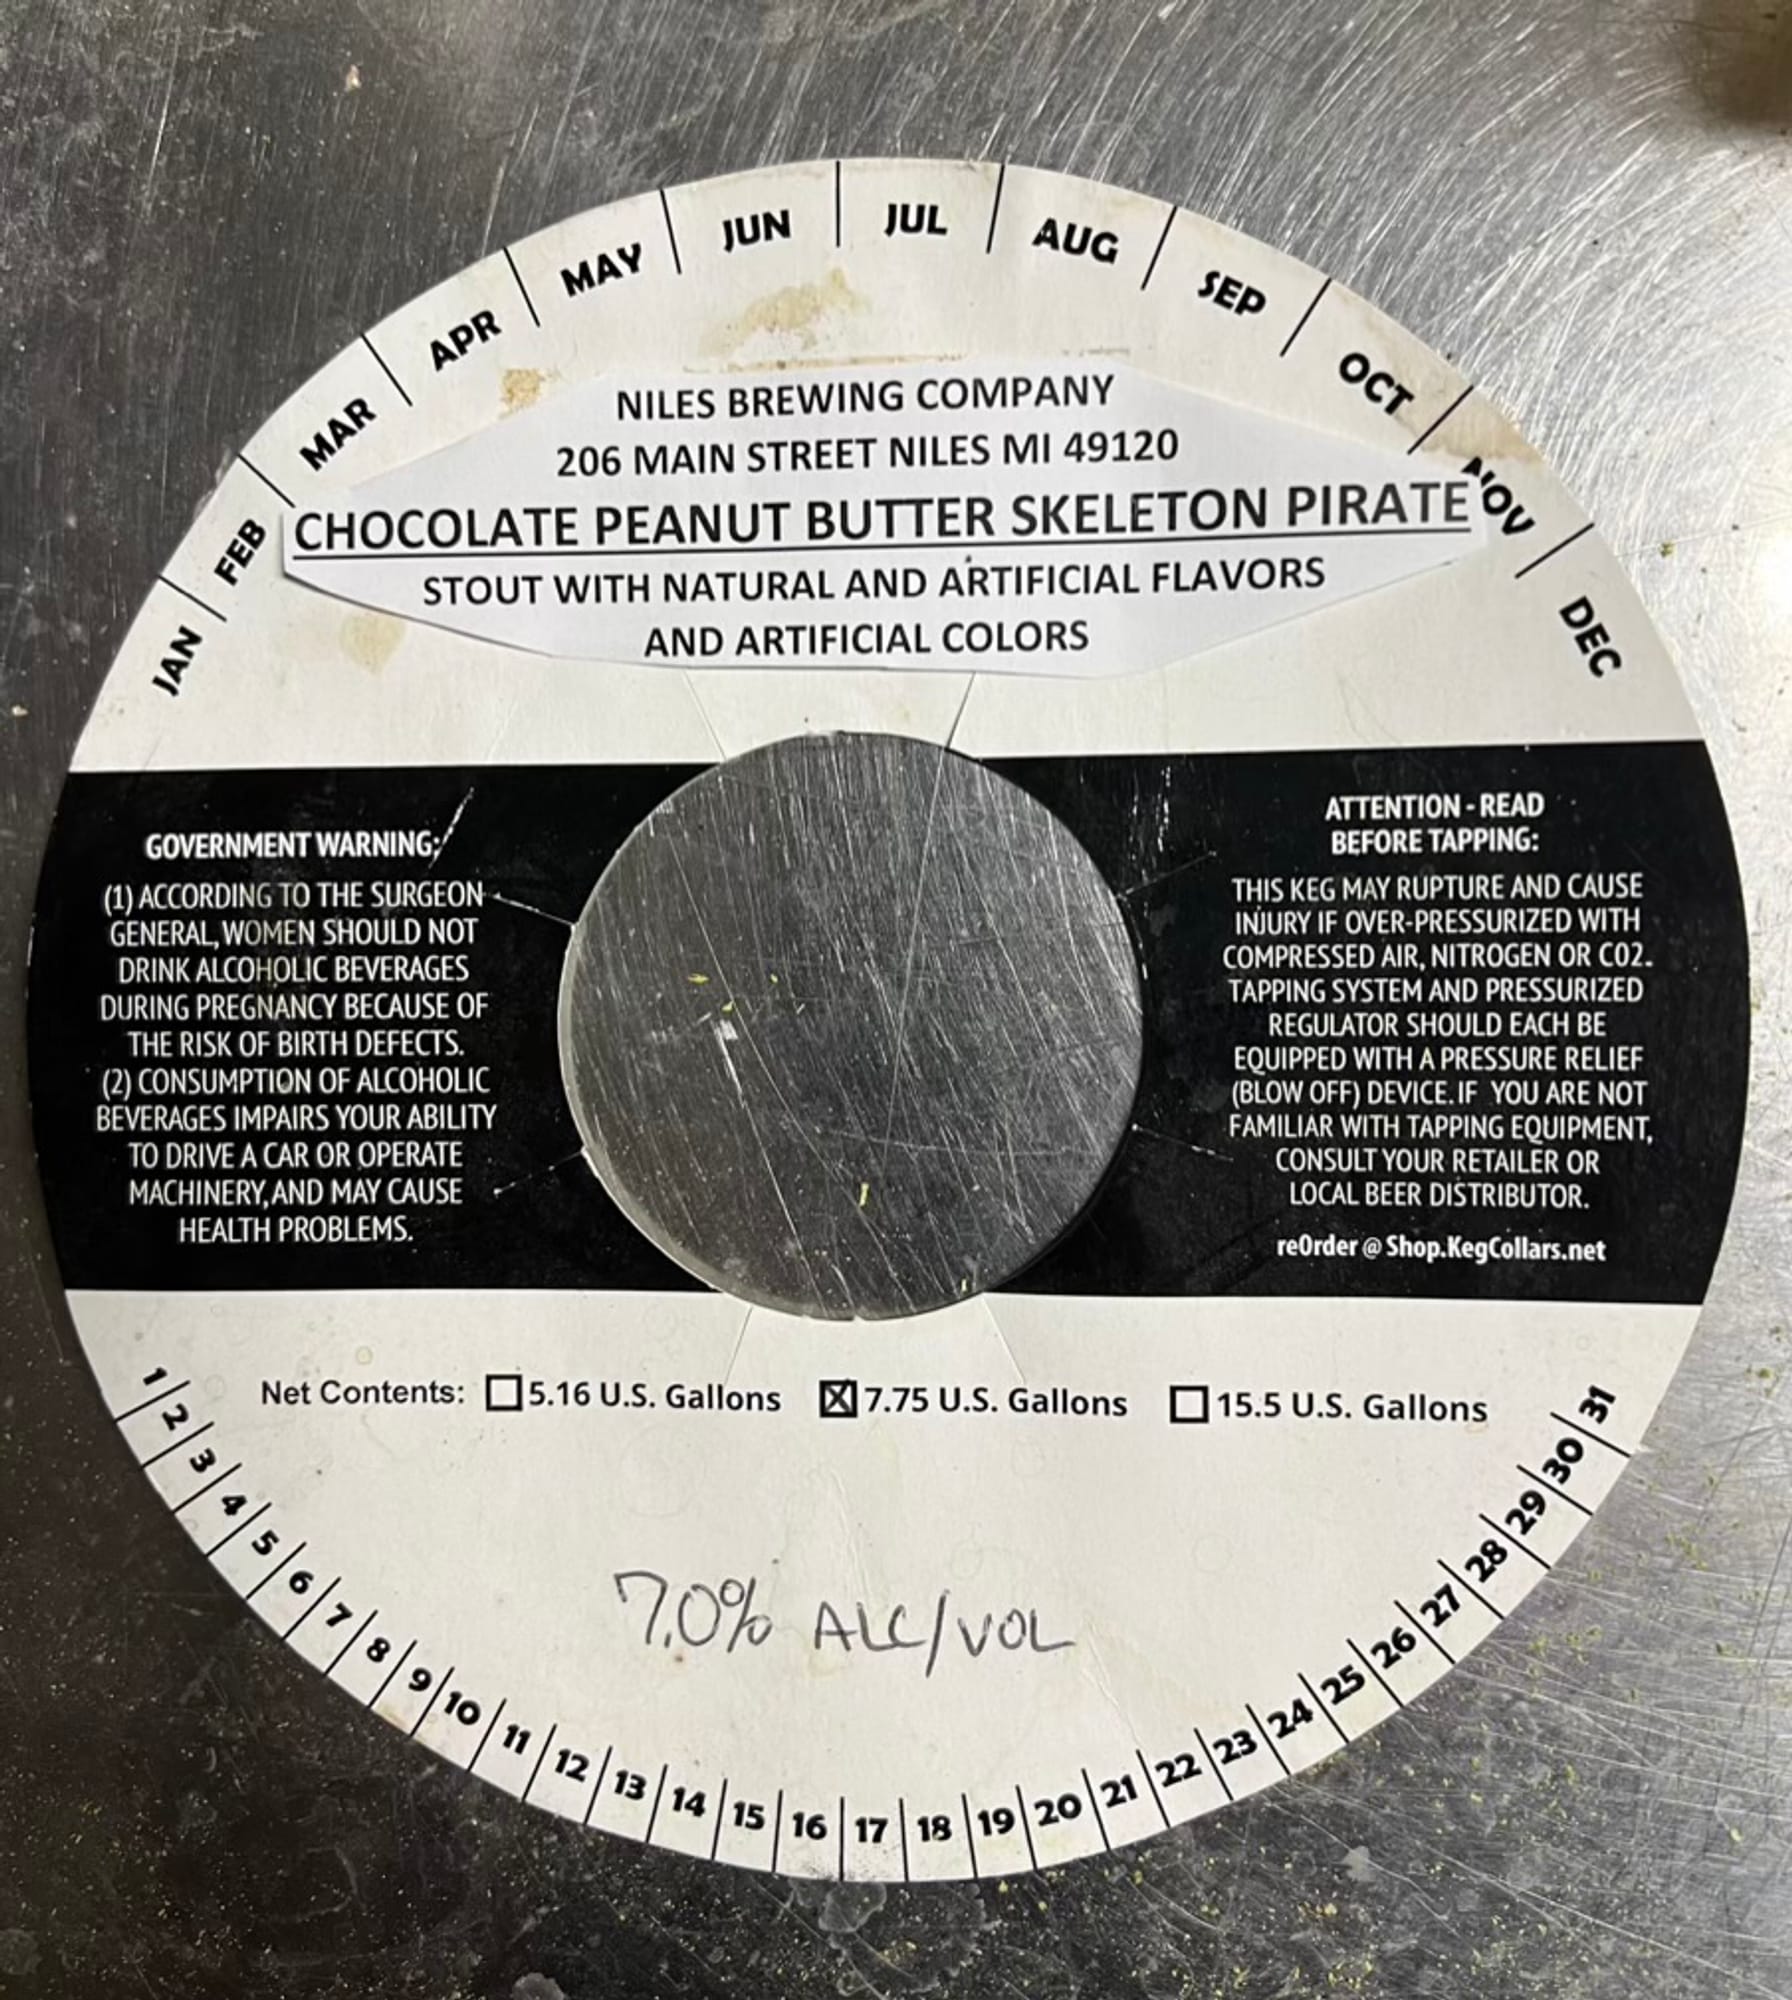 JAN FEB MAR APR MAY JUN JUL AUG SEP OCT NOV DEC
NILES BREWING COMPANY
206 MAIN STREET NILES MI 49120
CHOCOLATE PEANUT BUTTER SKELETON PIRATE
STOUT WITH NATURAL AND ARTIFICIAL FLAVORS
AND ARTIFICIAL COLORS
GOVERNMENT WARNING:
(1) ACCORDING TO THE SURGEON
GENERAL, WOMEN SHOULD NOT
DRINK ALCOHOLIC BEVERAGES
DURING PREGNANCY BECAUSE OF
THE RISK OF BIRTH DEFECTS.
(2) CONSUMPTION OF ALCOHOLIC
BEVERAGES IMPAIRS YOUR ABILITY
TO DRIVE A CAR OR OPERATE
MACHINERY, AND MAY CAUSE
HEALTH PROBLEMS.
ATTENTION - READ
BEFORE TAPPING:
THIS KEG MAY RUPTURE AND CAUSE
INJURY IF OVER-PRESSURIZED WITH
COMPRESSED AIR, NITROGEN OR CO2.
TAPPING SYSTEM AND PRESSURIZED
REGULATOR SHOULD EACH BE
EQUIPPED WITH A PRESSURE RELIEF
(BLOW OFF) DEVICE. IF YOU ARE NOT
FAMILIAR WITH TAPPING EQUIPMENT,
CONSULT YOUR RETAILER OR
LOCAL BEER DISTRIBUTOR.
reOrder @ Shop.KegCollars.net
Net Contents: ☐ 5.16 U.S. Gallons ☒ 7.75 U.S. Gallons ☐ 15.5 U.S. Gallons
7.0% ALC/VOL
1 2 3 4 5 6 7 8 9 10 11 12 13 14 15 16 17 18 19 20 21 22 23 24 25 26 27 28 29 30 31